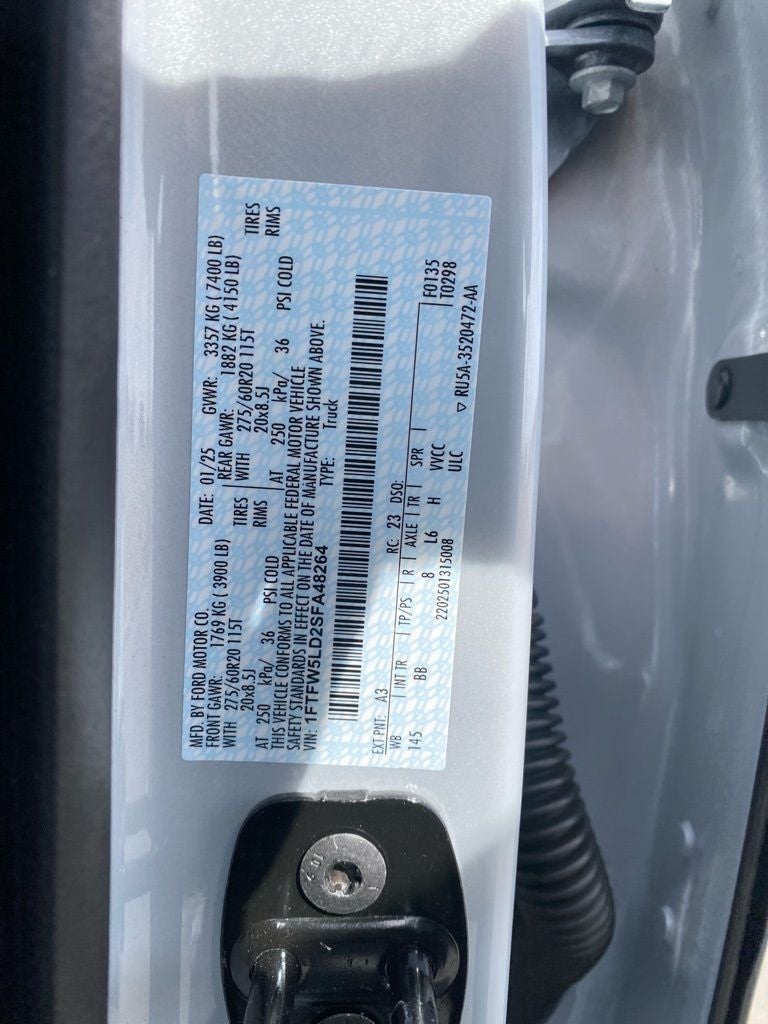 MFD. BY FORD MOTOR CO.
DATE: 01/25 GVWR: 3357 KG ( 7400 LB)
FRONT GAWR: 1769 KG ( 3900 LB) REAR GAWR: 1882 KG ( 4150 LB)
WITH 275/60R20 115T TIRES WITH 275/60R20 115T TIRES
20x8.5J RIMS 20x8.5J RIMS
AT 250 kPa/ 36 PSI COLD AT 250 kPa/ 36 PSI COLD
THIS VEHICLE CONFORMS TO ALL APPLICABLE FEDERAL MOTOR VEHICLE
SAFETY STANDARDS IN EFFECT ON THE DATE OF MANUFACTURE SHOWN ABOVE.
VIN: 1FTFW5LD2SFA48264 TYPE: Truck
EXT PNT: A3 RC: 23 DSO: F0135
WB INT TR TP/PS R AXLE TR SPR T0298
145 BB 8 L6 H VVCC
2202501315008 ULC ▽ RU5A-3520472-AA